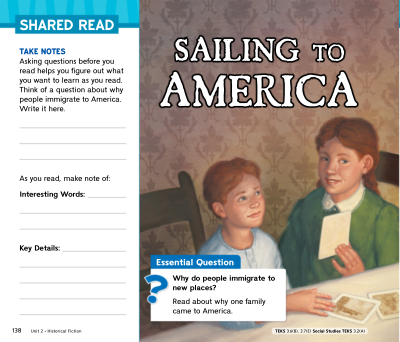 SHARED READ
TAKE NOTES
Asking questions before you
read helps you figure out what
you want to learn as you read.
Think of a question about why
people immigrate to America.
Write it here.
As you read, make note of:
Interesting Words:
Key Details:
138 Unit 2 • Historical Fiction
SAILING TO
AMERICA
Essential Question
?
Why do people immigrate to
new places?
Read about why one family
came to America.